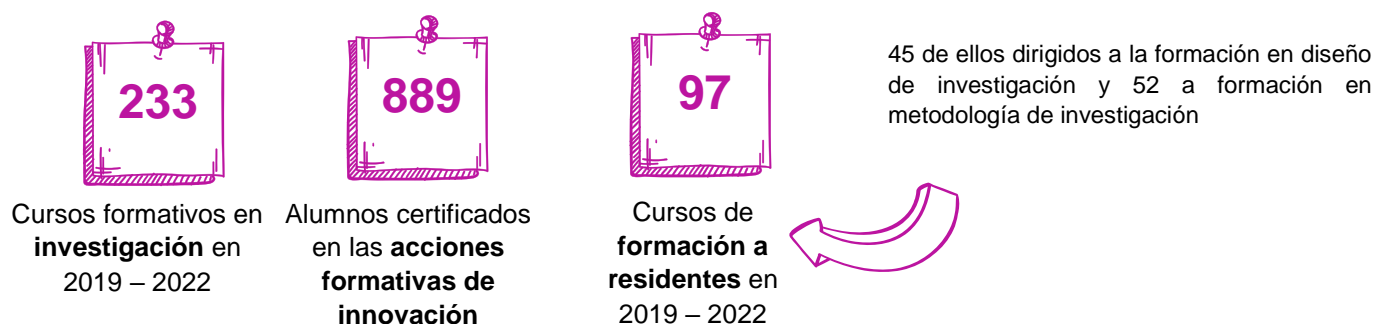 233
Cursos formativos en
investigación en
2019 – 2022
889
Alumnos certificados
en las acciones
formativas de
innovación
97
Cursos de
formación a
residentes en
2019 – 2022
45 de ellos dirigidos a la formación en diseño
de investigación y 52 a formación en
metodología de investigación